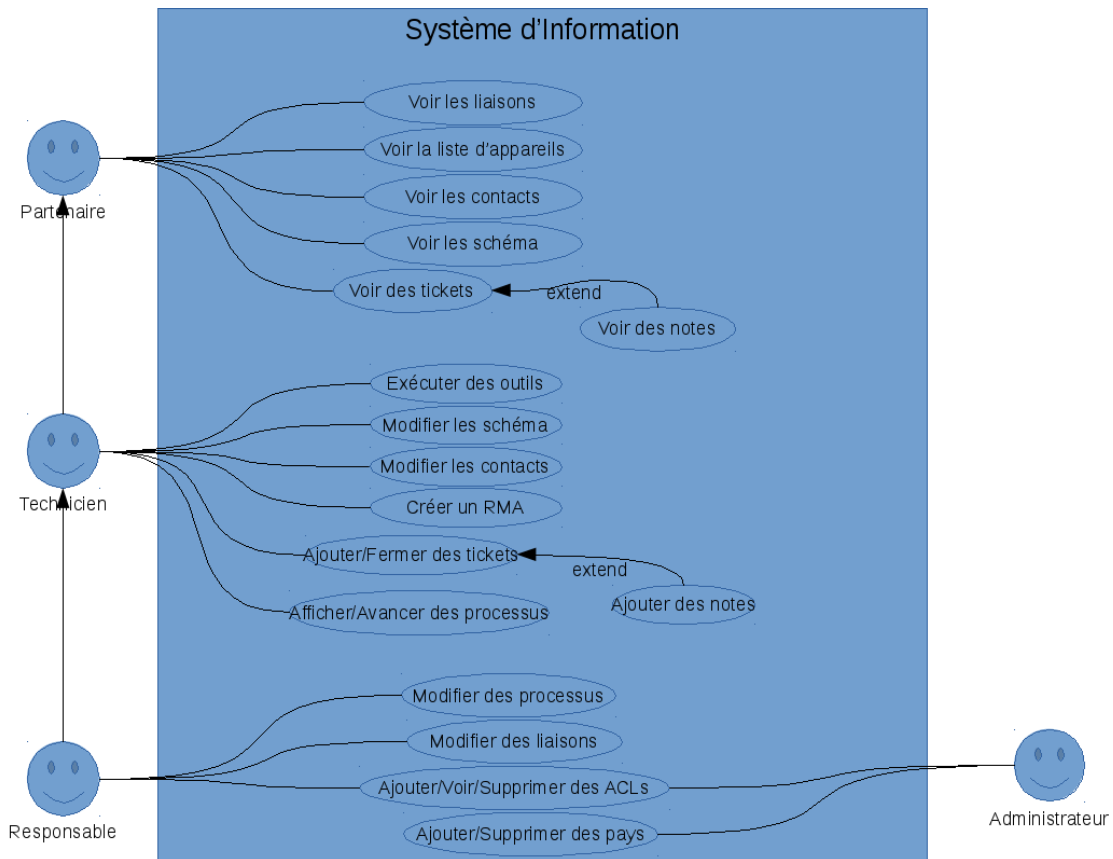 Système d'Information
Voir les liaisons
Voir la liste d'appareils
Voir les contacts
Partenaire
Voir les schéma
Voir des tickets
extend
Voir des notes
Exécuter des outils
Modifier les schéma
Modifier les contacts
Technicien
Créer un RMA
Ajouter/Fermer des tickets
extend
Ajouter des notes
Afficher/Avancer des processus
Modifier des processus
Modifier des liaisons
Ajouter/Voir/Supprimer des ACLs
Ajouter/Supprimer des pays
Responsable
Administrateur